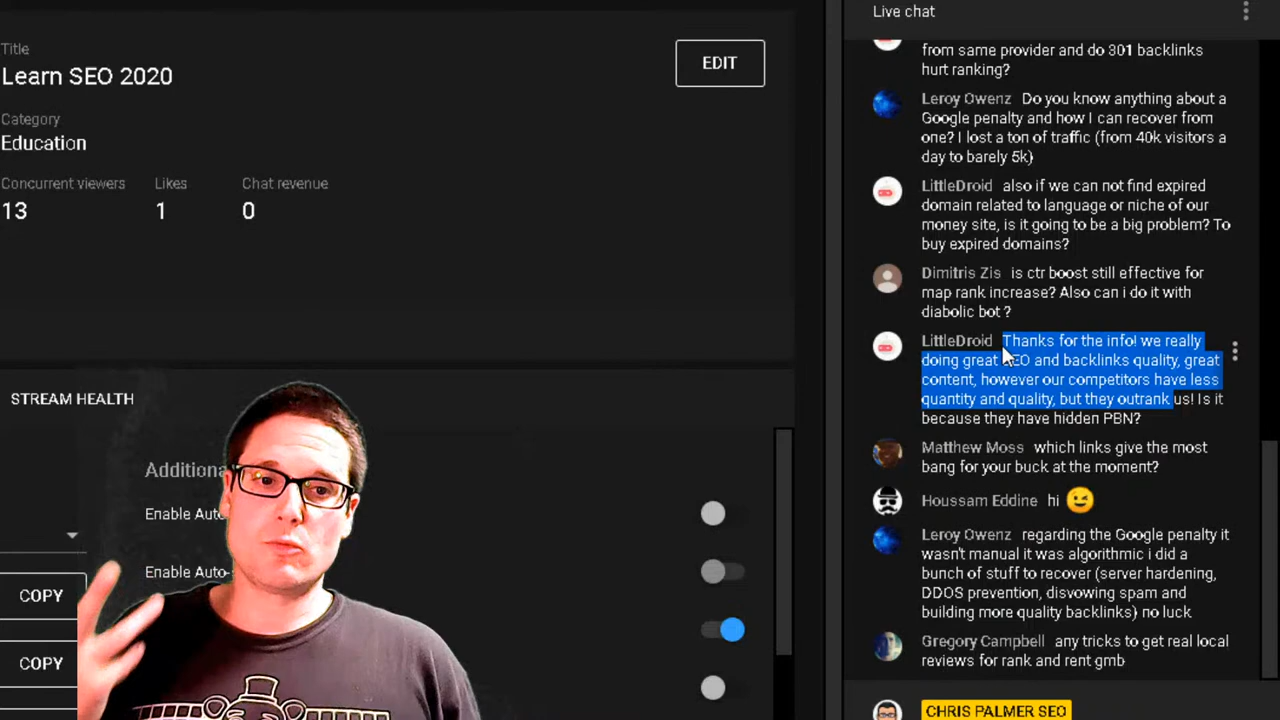 Title
Learn SEO 2020
EDIT
Category
Education
Concurrent viewers
Likes
Chat revenue
13
1
0
STREAM HEALTH
Additiona
Enable Auto
Enable Auto-
COPY
COPY
Live chat
from same provider and do 301 backlinks
hurt ranking?
Leroy Owenz Do you know anything about a
Google penalty and how I can recover from
one? I lost a ton of traffic (from 40k visitors a
day to barely 5k)
LittleDroid also if we can not find expired
domain related to language or niche of our
money site, is it going to be a big problem? To
buy expired domains?
Dimitris Zis is ctr boost still effective for
map rank increase? Also can i do it with
diabolic bot ?
LittleDroid Thanks for the info! we really
doing great SEO and backlinks quality, great
content, however our competitors have less
quantity and quality, but they outrank us! Is it
because they have hidden PBN?
Matthew Moss which links give the most
bang for your buck at the moment?
Houssam Eddine hi 😉
Leroy Owenz regarding the Google penalty it
wasn't manual it was algorithmic i did a
bunch of stuff to recover (server hardening,
DDOS prevention, disvowing spam and
building more quality backlinks) no luck
Gregory Campbell any tricks to get real local
reviews for rank and rent gmb
CHRIS PALMER SEO